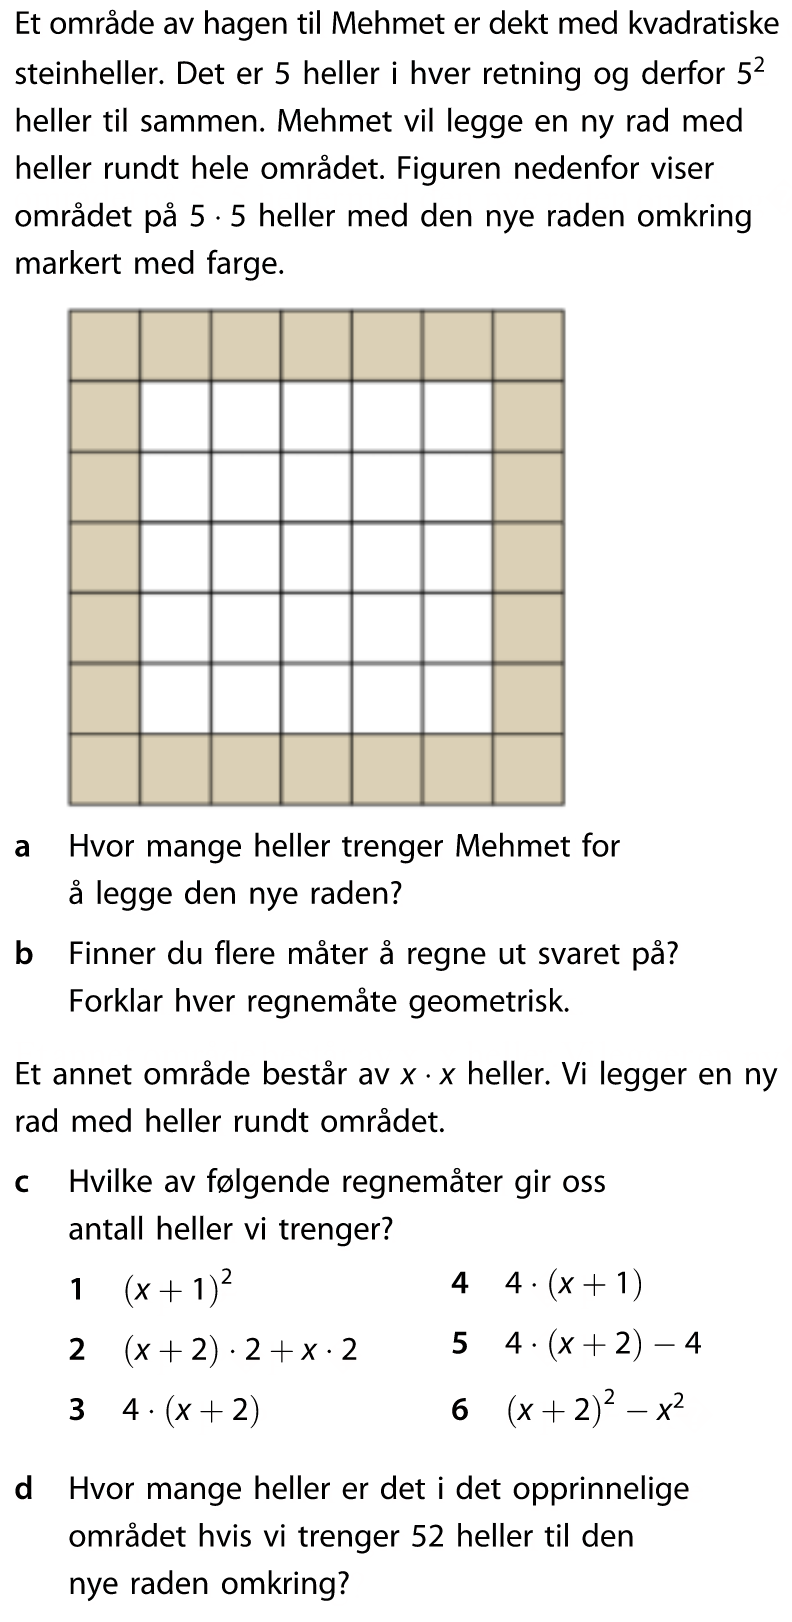 Et område av hagen til Mehmet er dekt med kvadratiske
steinheller. Det er 5 heller i hver retning og derfor 5²
heller til sammen. Mehmet vil legge en ny rad med
heller rundt hele området. Figuren nedenfor viser
området på 5 · 5 heller med den nye raden omkring
markert med farge.
a Hvor mange heller trenger Mehmet for
å legge den nye raden?
b Finner du flere måter å regne ut svaret på?
Forklar hver regnemåte geometrisk.
Et annet område består av x · x heller. Vi legger en ny
rad med heller rundt området.
c Hvilke av følgende regnemåter gir oss
antall heller vi trenger?
1 (x + 1)²
2 (x + 2) · 2 + x · 2
3 4 · (x + 2)
4 4 · (x + 1)
5 4 · (x + 2) − 4
6 (x + 2)² − x²
d Hvor mange heller er det i det opprinnelige
området hvis vi trenger 52 heller til den
nye raden omkring?